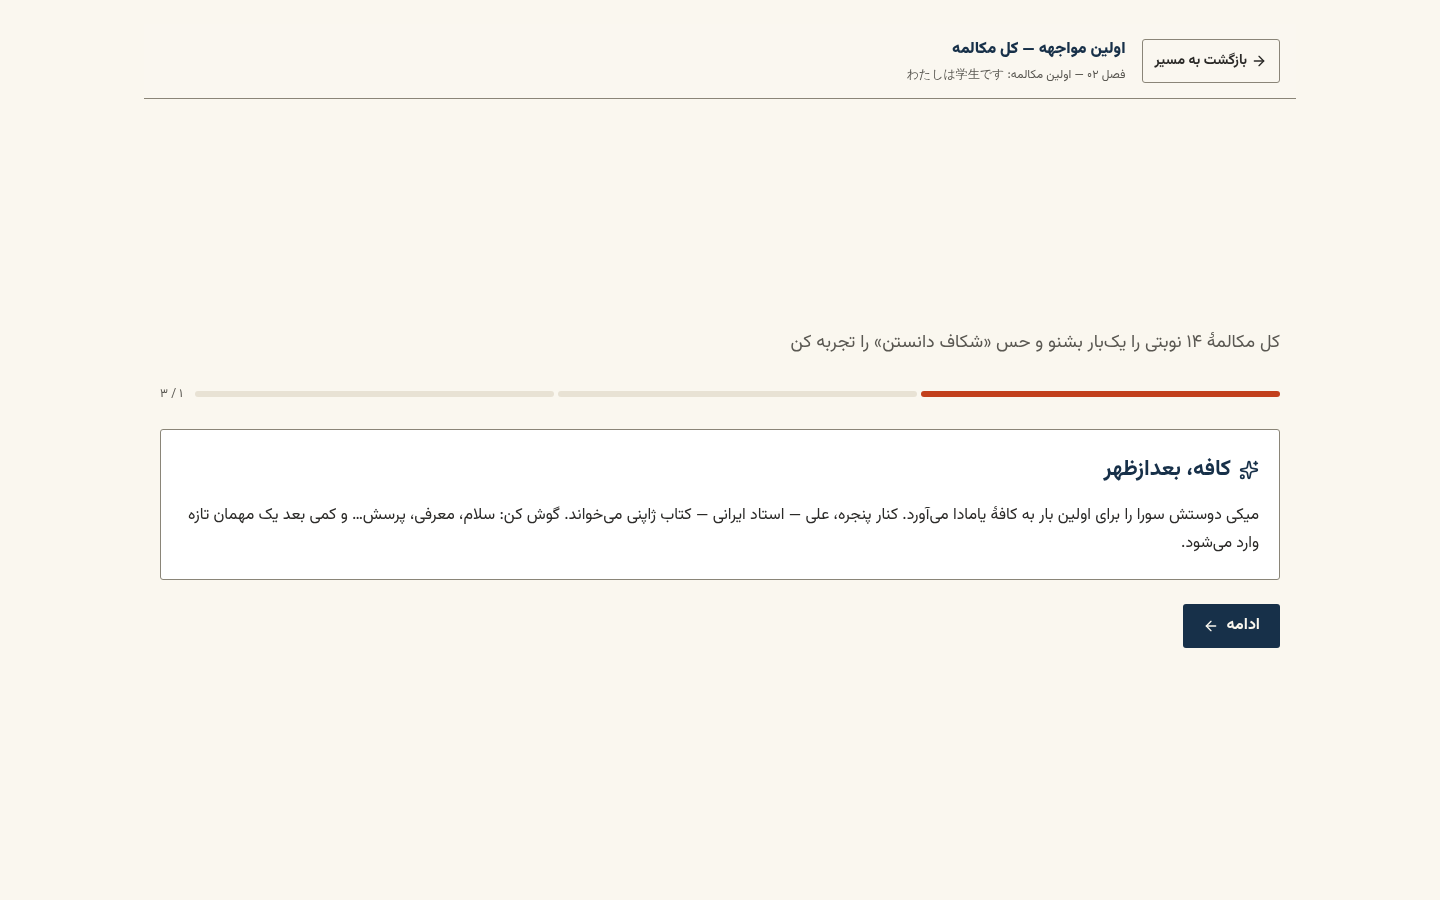 بازگشت به مسیر
اولین مواجهه — کل مکالمه
فصل ۰۲ — اولین مکالمه: わたしは学生です
کل مکالمهٔ ۱۴ نوبتی را یک‌بار بشنو و حس «شکاف دانستن» را تجربه کن
۱ / ۳
کافه، بعدازظهر
میکی دوستش سورا را برای اولین بار به کافهٔ یامادا می‌آورد. کنار پنجره، علی — استاد ایرانی — کتاب ژاپنی می‌خواند. گوش کن: سلام، معرفی، پرسش… و کمی بعد یک مهمان تازه
وارد می‌شود.
ادامه